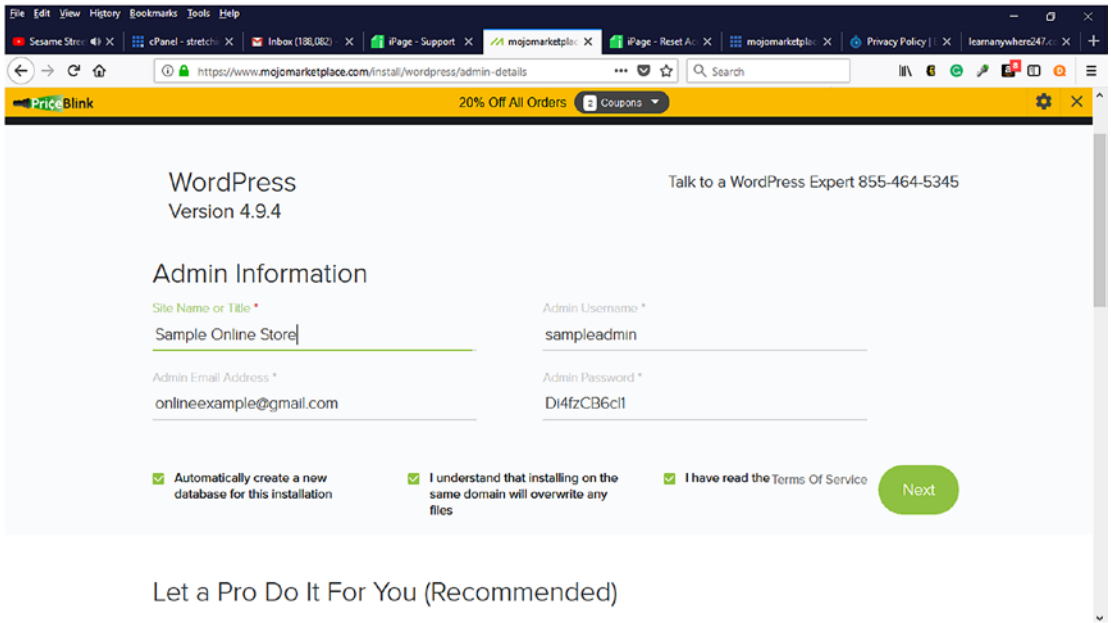 File Edit View History Bookmarks Tools Help
Sesame Stree cPanel - stretchi Inbox (188,082) - iPage - Support mojomarketplac iPage - Reset Ac mojomarketplac Privacy Policy | learnanywhere247.co
https://www.mojomarketplace.com/install/wordpress/admin-details Search
PriceBlink 20% Off All Orders 2 Coupons
WordPress
Version 4.9.4
Talk to a WordPress Expert 855-464-5345
Admin Information
Site Name or Title * Admin Username *
Sample Online Store sampleadmin
Admin Email Address * Admin Password *
onlineexample@gmail.com Di4fzCB6cl1
Automatically create a new
database for this installation
I understand that installing on the
same domain will overwrite any
files
I have read the Terms Of Service
Next
Let a Pro Do It For You (Recommended)